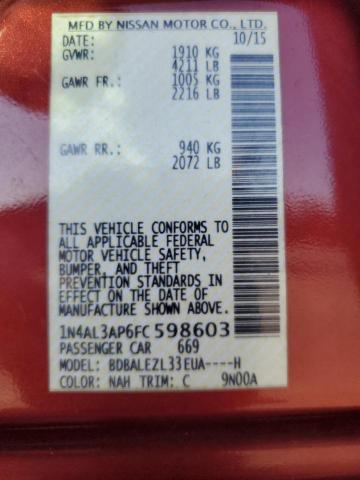 MFD BY NISSAN MOTOR CO., LTD.
DATE: 10/15
GVWR: 1910 KG
4211 LB
GAWR FR.: 1005 KG
2216 LB
GAWR RR.: 940 KG
2072 LB
THIS VEHICLE CONFORMS TO
ALL APPLICABLE FEDERAL
MOTOR VEHICLE SAFETY,
BUMPER, AND THEFT
PREVENTION STANDARDS IN
EFFECT ON THE DATE OF
MANUFACTURE SHOWN ABOVE.
1N4AL3AP6FC598603
PASSENGER CAR 669
MODEL: BDBALEZL33EUA----H
COLOR: NAH TRIM: C 9N00A